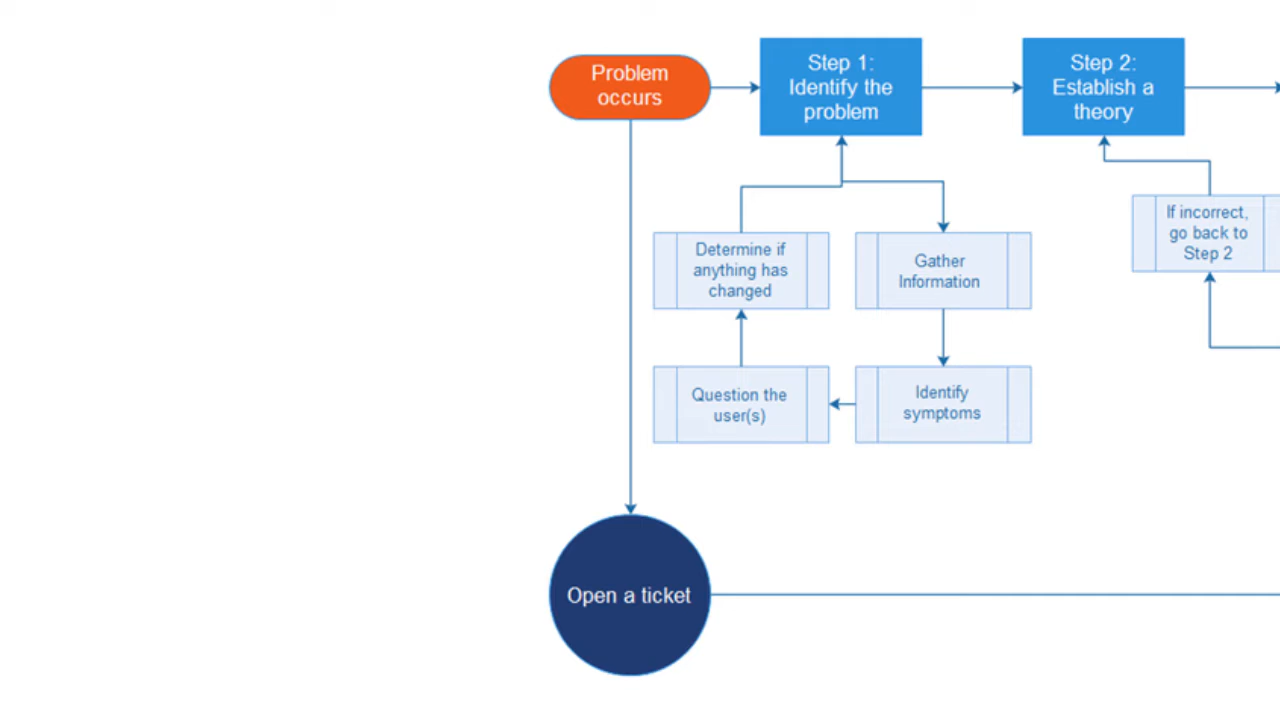 Problem
occurs
Step 1:
Identify the
problem
Step 2:
Establish a
theory
Determine if
anything has
changed
Gather
Information
If incorrect,
go back to
Step 2
Question the
user(s)
Identify
symptoms
Open a ticket